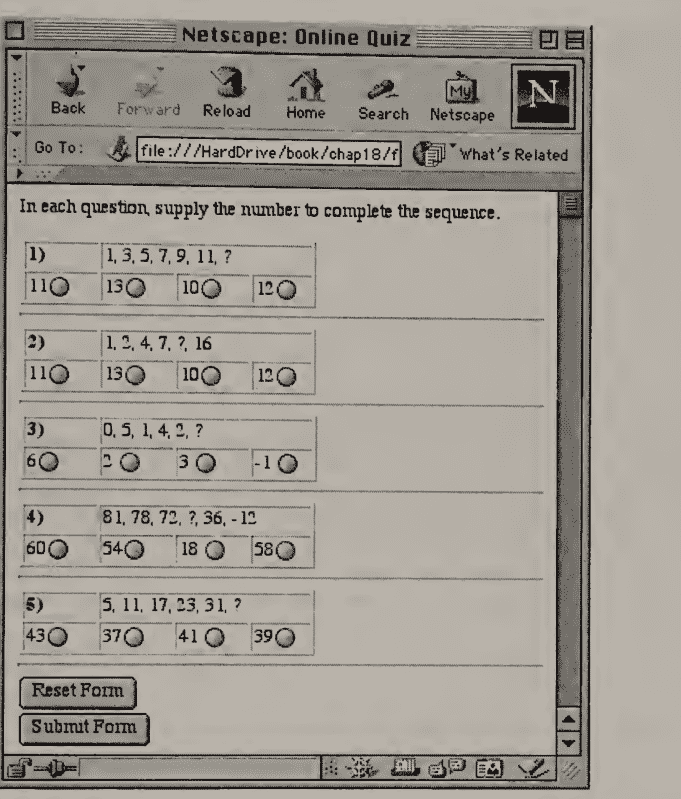 Netscape: Online Quiz
Back Forward Reload Home Search My Netscape N
Go To: file:///HardDrive/book/chap18/f What's Related
In each question, supply the number to complete the sequence.
1) 1, 3, 5, 7, 9, 11, ?
11 13 10 12
2) 1, 2, 4, 7, ?, 16
11 13 10 12
3) 0, 5, 1, 4, 2, ?
6 2 3 -1
4) 81, 78, 72, ?, 36, -12
60 54 18 58
5) 5, 11, 17, 23, 31, ?
43 37 41 39
Reset Form
Submit Form